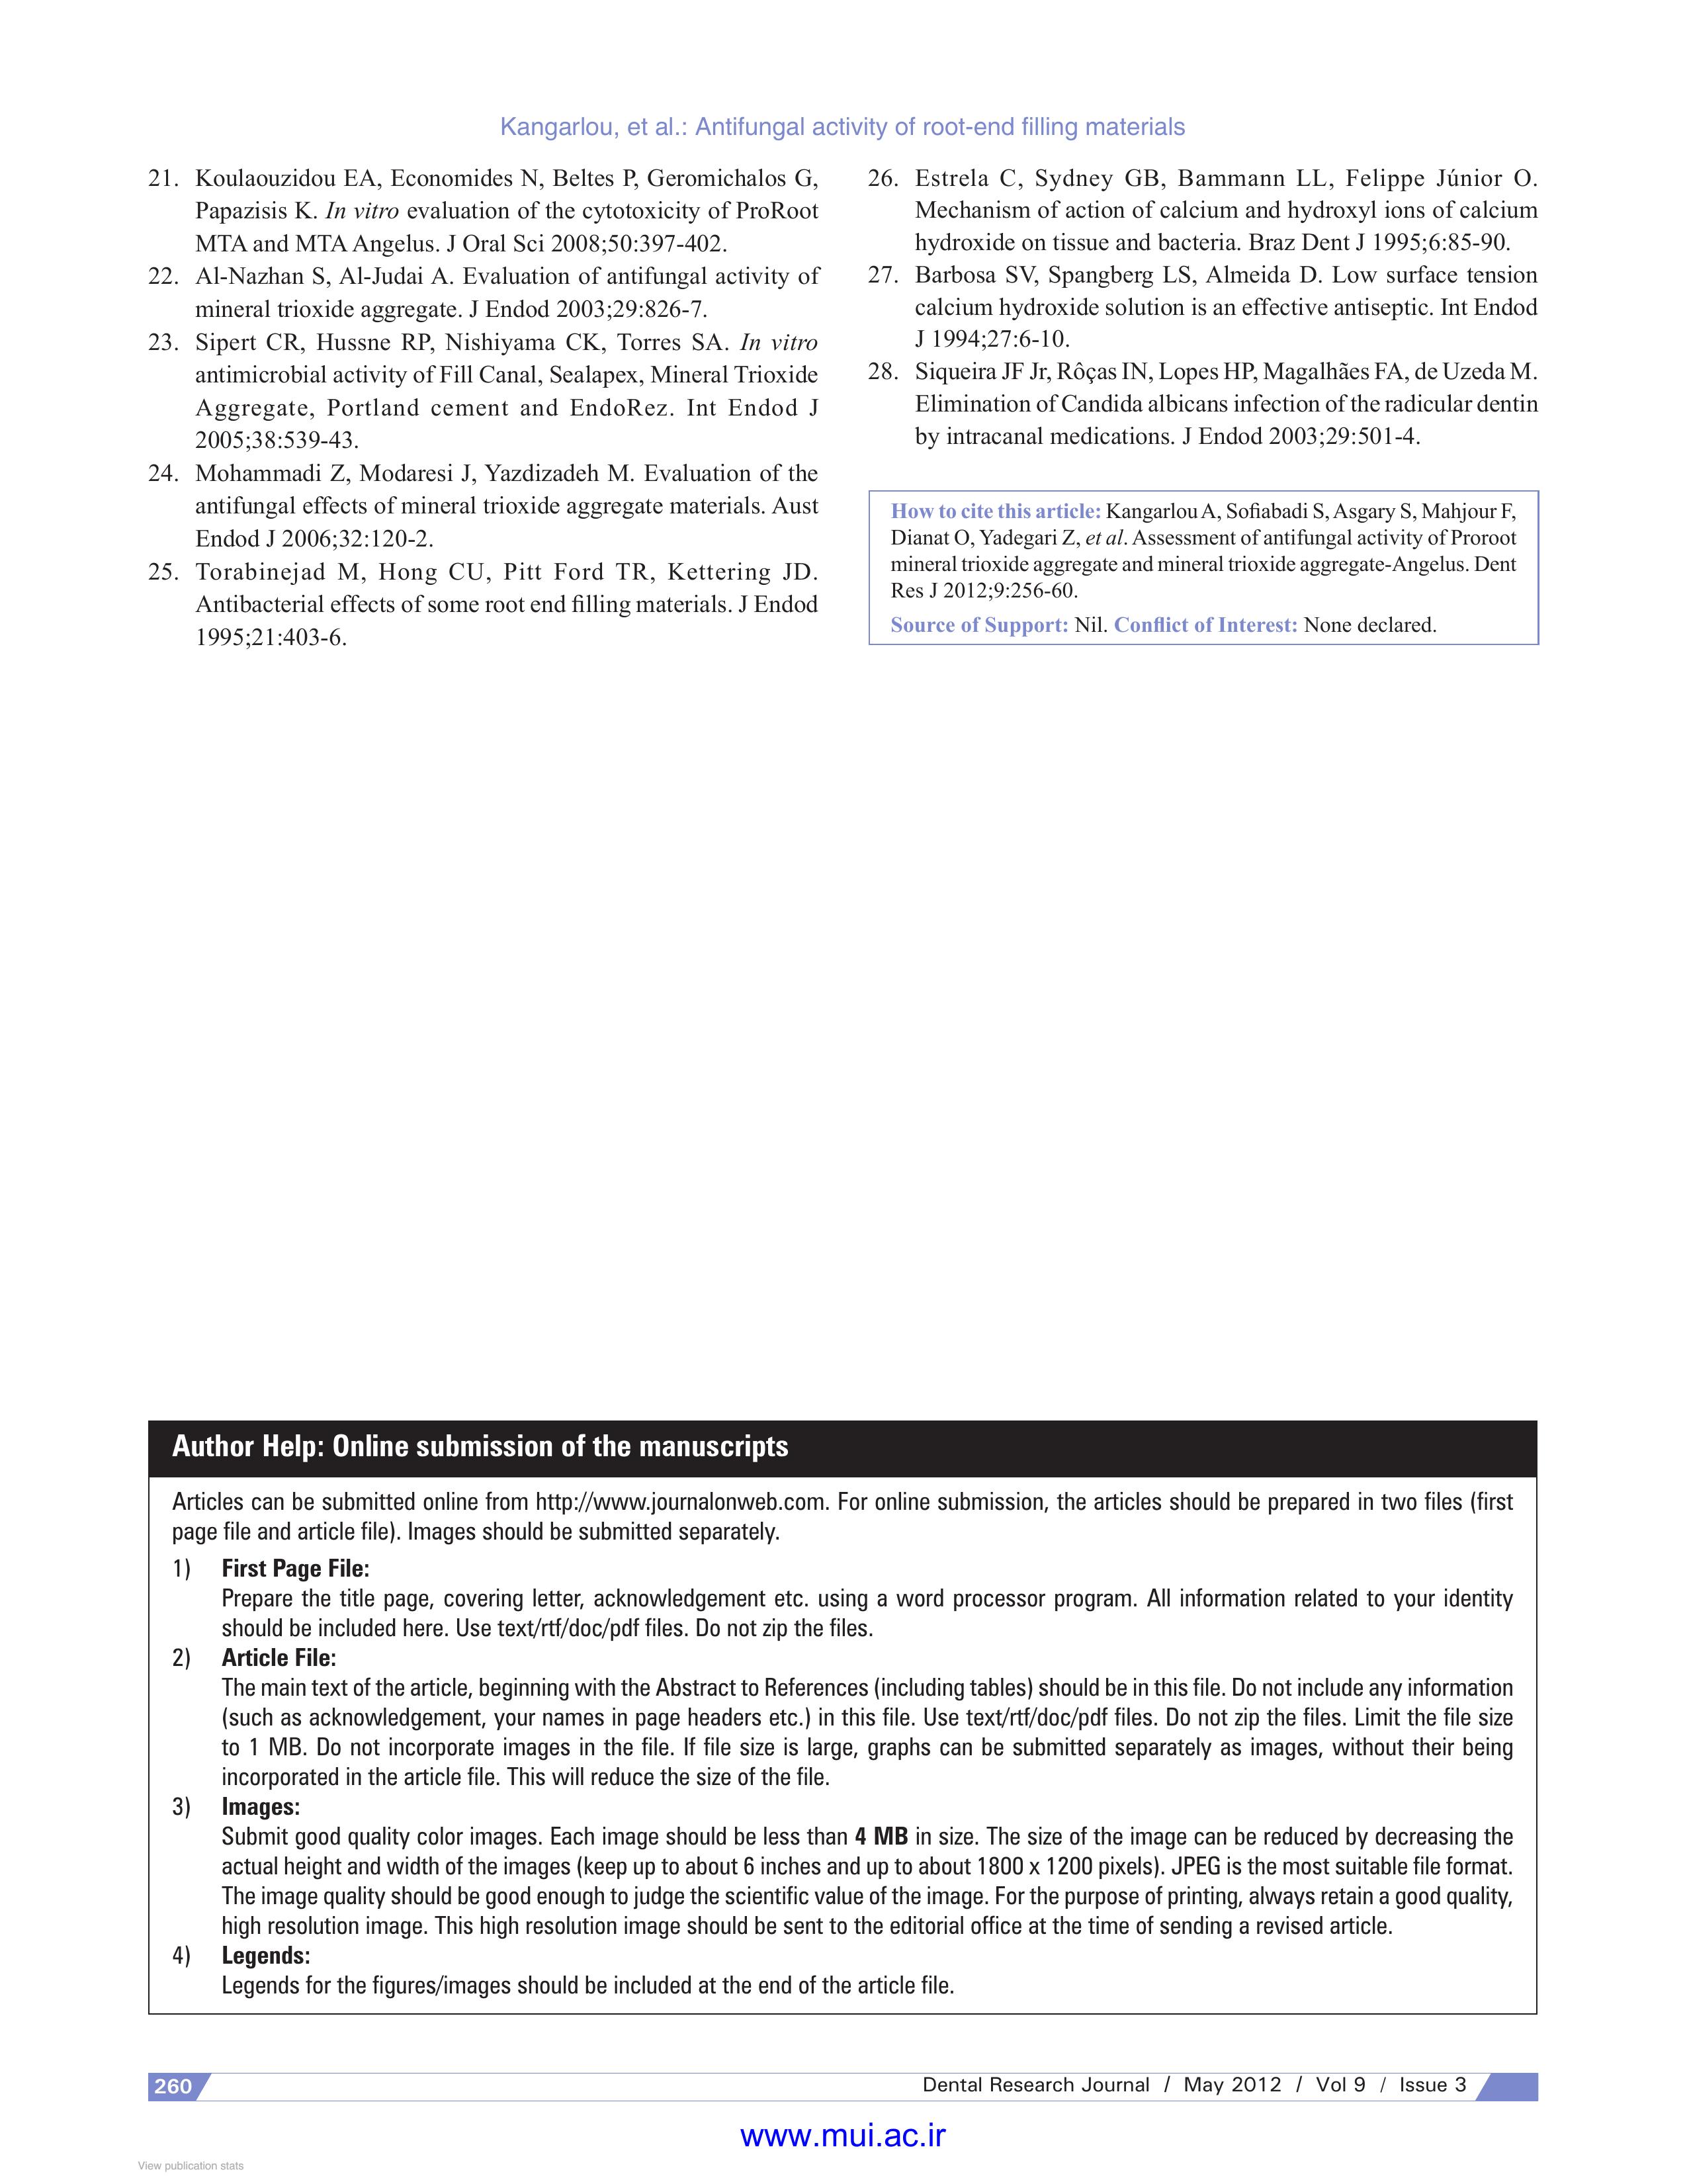 Kangarlou, et al.: Antifungal activity of root-end filling materials
21. Koulaouzidou EA, Economides N, Beltes P, Geromichalos G,
Papazisis K. In vitro evaluation of the cytotoxicity of ProRoot
MTA and MTA Angelus. J Oral Sci 2008;50:397-402.
22. Al-Nazhan S, Al-Judai A. Evaluation of antifungal activity of
mineral trioxide aggregate. J Endod 2003;29:826-7.
23. Sipert CR, Hussne RP, Nishiyama CK, Torres SA. In vitro
antimicrobial activity of Fill Canal, Sealapex, Mineral Trioxide
Aggregate, Portland cement and EndoRez. Int Endod J
2005;38:539-43.
24. Mohammadi Z, Modaresi J, Yazdizadeh M. Evaluation of the
antifungal effects of mineral trioxide aggregate materials. Aust
Endod J 2006;32:120-2.
25. Torabinejad M, Hong CU, Pitt Ford TR, Kettering JD.
Antibacterial effects of some root end filling materials. J Endod
1995;21:403-6.
26. Estrela C, Sydney GB, Bammann LL, Felippe Júnior O.
Mechanism of action of calcium and hydroxyl ions of calcium
hydroxide on tissue and bacteria. Braz Dent J 1995;6:85-90.
27. Barbosa SV, Spangberg LS, Almeida D. Low surface tension
calcium hydroxide solution is an effective antiseptic. Int Endod
J 1994;27:6-10.
28. Siqueira JF Jr, Rôças IN, Lopes HP, Magalhães FA, de Uzeda M.
Elimination of Candida albicans infection of the radicular dentin
by intracanal medications. J Endod 2003;29:501-4.
How to cite this article: Kangarlou A, Sofiabadi S, Asgary S, Mahjour F,
Dianat O, Yadegari Z, et al. Assessment of antifungal activity of Proroot
mineral trioxide aggregate and mineral trioxide aggregate-Angelus. Dent
Res J 2012;9:256-60.
Source of Support: Nil. Conflict of Interest: None declared.
Author Help: Online submission of the manuscripts
Articles can be submitted online from http://www.journalonweb.com. For online submission, the articles should be prepared in two files (first
page file and article file). Images should be submitted separately.
1) First Page File:
Prepare the title page, covering letter, acknowledgement etc. using a word processor program. All information related to your identity
should be included here. Use text/rtf/doc/pdf files. Do not zip the files.
2) Article File:
The main text of the article, beginning with the Abstract to References (including tables) should be in this file. Do not include any information
(such as acknowledgement, your names in page headers etc.) in this file. Use text/rtf/doc/pdf files. Do not zip the files. Limit the file size
to 1 MB. Do not incorporate images in the file. If file size is large, graphs can be submitted separately as images, without their being
incorporated in the article file. This will reduce the size of the file.
3) Images:
Submit good quality color images. Each image should be less than 4 MB in size. The size of the image can be reduced by decreasing the
actual height and width of the images (keep up to about 6 inches and up to about 1800 x 1200 pixels). JPEG is the most suitable file format.
The image quality should be good enough to judge the scientific value of the image. For the purpose of printing, always retain a good quality,
high resolution image. This high resolution image should be sent to the editorial office at the time of sending a revised article.
4) Legends:
Legends for the figures/images should be included at the end of the article file.
260 Dental Research Journal / May 2012 / Vol 9 / Issue 3
www.mui.ac.ir
View publication stats